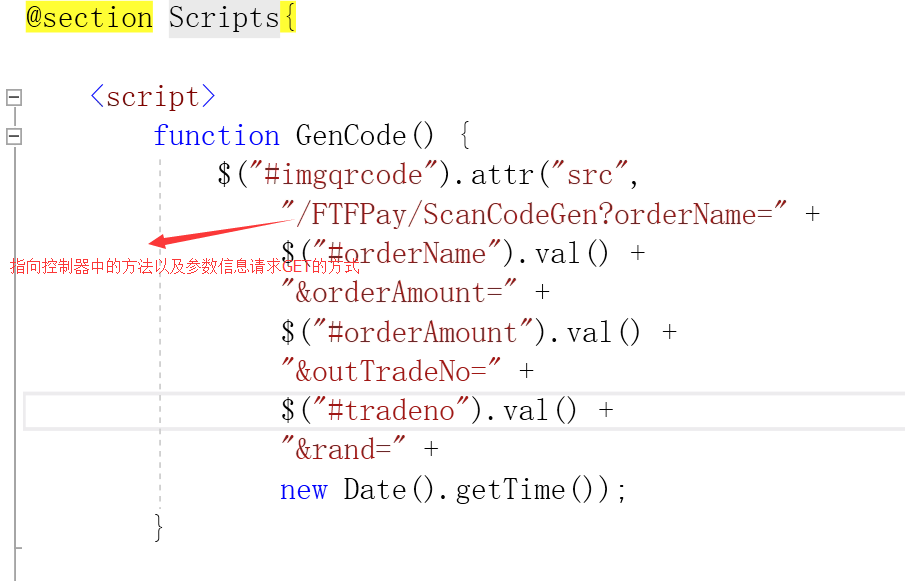 @section Scripts{
<script>
function GenCode() {
$("#imgqrcode").attr("src",
"/FTFPay/ScanCodeGen?orderName=" +
$("#orderName").val() +
指向控制器中的方法以及参数信息请求GET的方式
"&orderAmount=" +
$("#orderAmount").val() +
"&outTradeNo=" +
$("#tradeno").val() +
"&rand=" +
new Date().getTime());
}